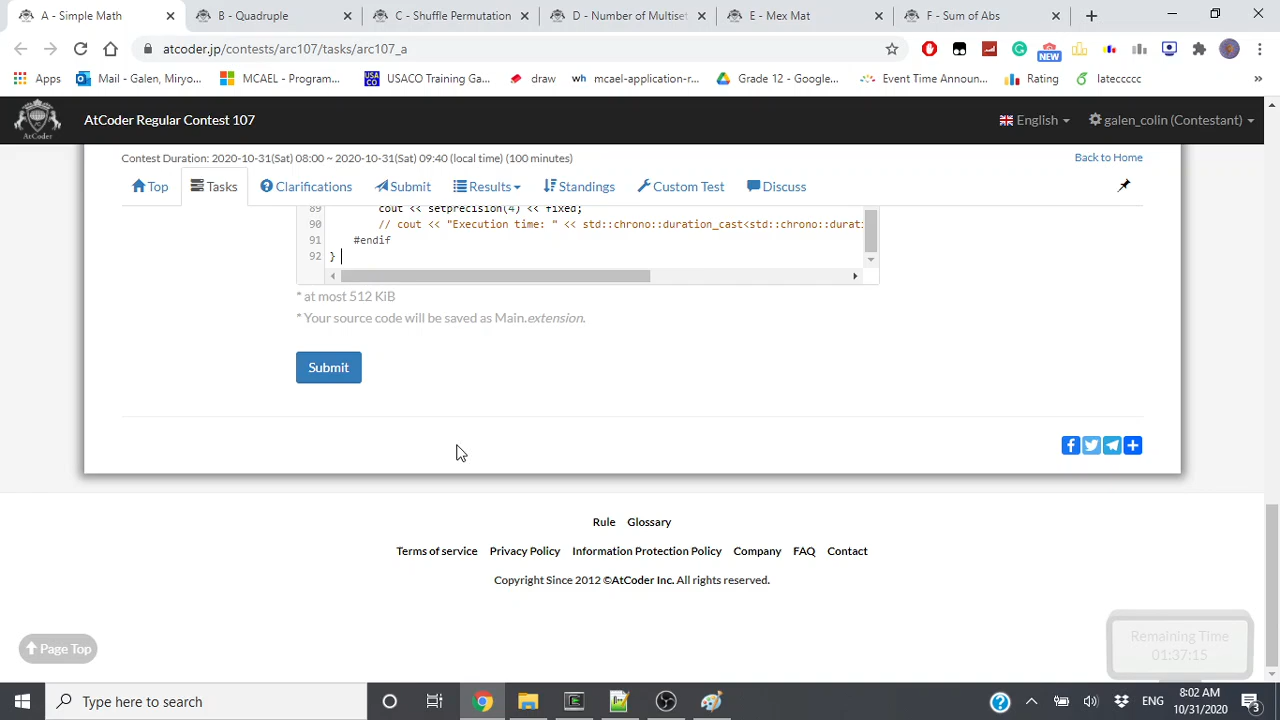 A - Simple Math
B - Quadruple
C - Shuffle Permutation
D - Number of Multiset
E - Mex Mat
F - Sum of Abs
atcoder.jp/contests/arc107/tasks/arc107_a
NEW
Apps
Mail - Galen, Miryo...
MCAEL - Program...
USACO
USACO Training Ga...
draw
wh mcael-application-r...
Grade 12 - Google...
Event Time Announ...
Rating
lateccccc
»
AtCoder
AtCoder Regular Contest 107
English
galen_colin (Contestant)
Contest Duration: 2020-10-31(Sat) 08:00 ~ 2020-10-31(Sat) 09:40 (local time) (100 minutes)
Back to Home
Top
Tasks
Clarifications
Submit
Results
Standings
Custom Test
Discuss
89 cout << setprecision(4) << fixed;
90 // cout << "Execution time: " << std::chrono::duration_cast<std::chrono::durati
91 #endif
92 }
* at most 512 KiB
* Your source code will be saved as Main.extension.
Submit
Rule Glossary
Terms of service Privacy Policy Information Protection Policy Company FAQ Contact
Copyright Since 2012 ©AtCoder Inc. All rights reserved.
Page Top
Remaining Time
01:37:15
Type here to search
ENG
8:02 AM
10/31/2020
3